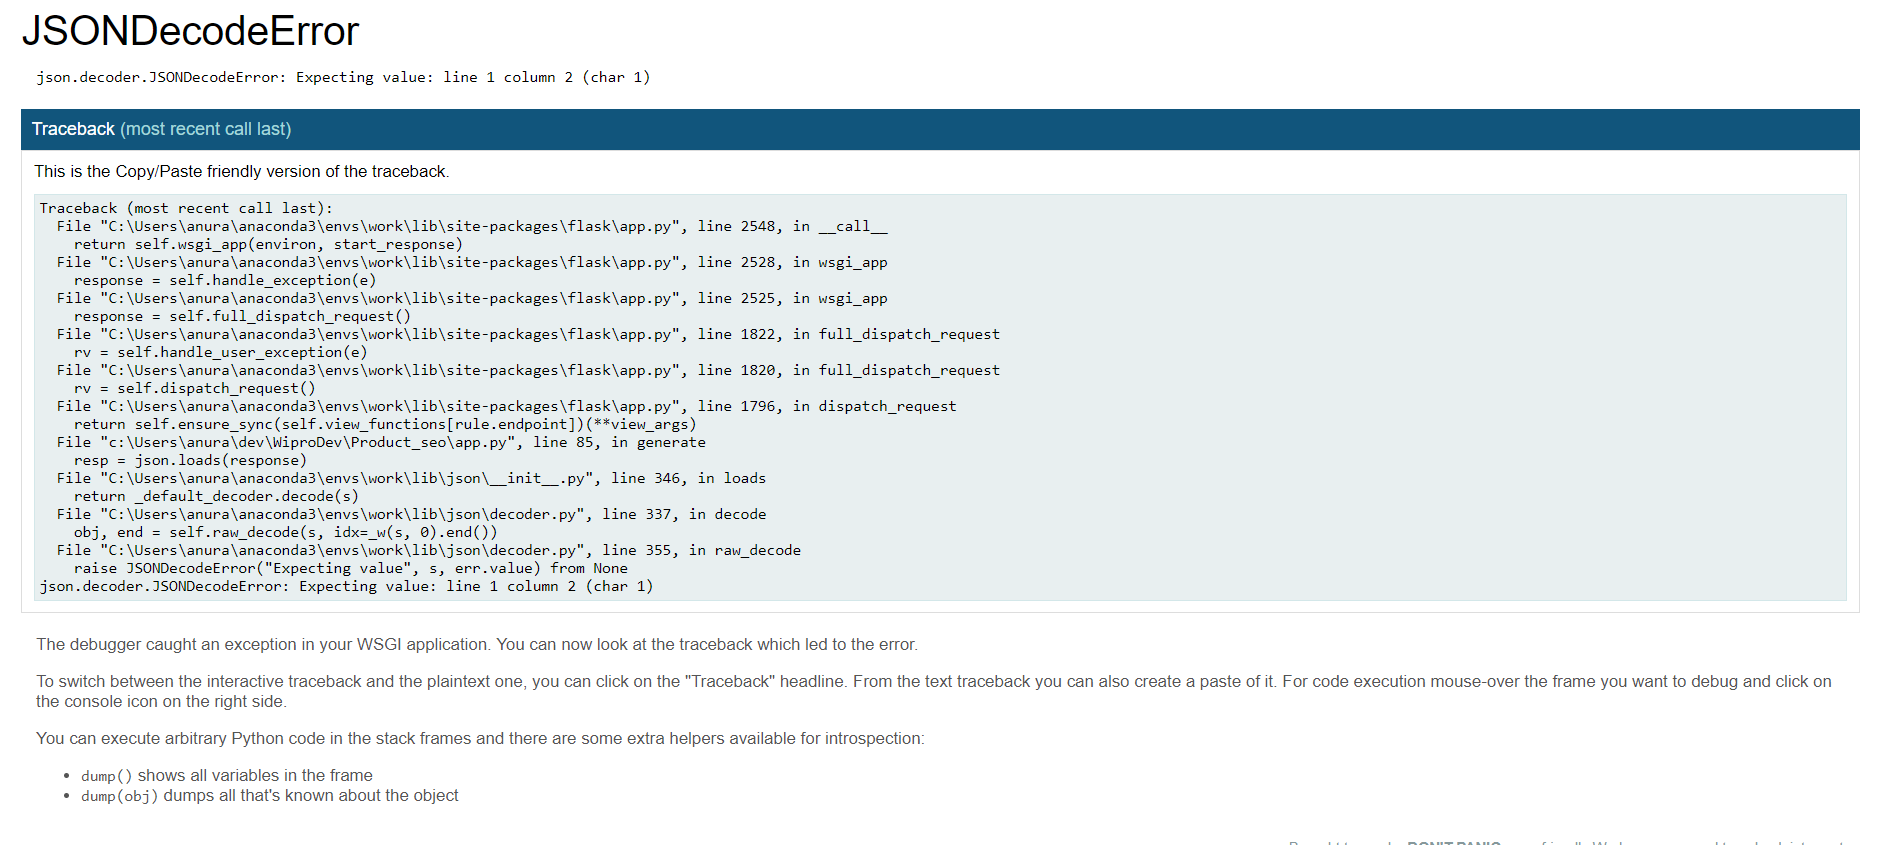 JSONDecodeError
json.decoder.JSONDecodeError: Expecting value: line 1 column 2 (char 1)
Traceback (most recent call last)
This is the Copy/Paste friendly version of the traceback.
Traceback (most recent call last):
  File "C:\Users\anura\anaconda3\envs\work\lib\site-packages\flask\app.py", line 2548, in __call__
    return self.wsgi_app(environ, start_response)
  File "C:\Users\anura\anaconda3\envs\work\lib\site-packages\flask\app.py", line 2528, in wsgi_app
    response = self.handle_exception(e)
  File "C:\Users\anura\anaconda3\envs\work\lib\site-packages\flask\app.py", line 2525, in wsgi_app
    response = self.full_dispatch_request()
  File "C:\Users\anura\anaconda3\envs\work\lib\site-packages\flask\app.py", line 1822, in full_dispatch_request
    rv = self.handle_user_exception(e)
  File "C:\Users\anura\anaconda3\envs\work\lib\site-packages\flask\app.py", line 1820, in full_dispatch_request
    rv = self.dispatch_request()
  File "C:\Users\anura\anaconda3\envs\work\lib\site-packages\flask\app.py", line 1796, in dispatch_request
    return self.ensure_sync(self.view_functions[rule.endpoint])(**view_args)
  File "c:\Users\anura\dev\WiproDev\Product_seo\app.py", line 85, in generate
    resp = json.loads(response)
  File "C:\Users\anura\anaconda3\envs\work\lib\json\__init__.py", line 346, in loads
    return _default_decoder.decode(s)
  File "C:\Users\anura\anaconda3\envs\work\lib\json\decoder.py", line 337, in decode
    obj, end = self.raw_decode(s, idx=_w(s, 0).end())
  File "C:\Users\anura\anaconda3\envs\work\lib\json\decoder.py", line 355, in raw_decode
    raise JSONDecodeError("Expecting value", s, err.value) from None
json.decoder.JSONDecodeError: Expecting value: line 1 column 2 (char 1)
The debugger caught an exception in your WSGI application. You can now look at the traceback which led to the error.
To switch between the interactive traceback and the plaintext one, you can click on the "Traceback" headline. From the text traceback you can also create a paste of it. For code execution mouse-over the frame you want to debug and click on
the console icon on the right side.
You can execute arbitrary Python code in the stack frames and there are some extra helpers available for introspection:
• dump() shows all variables in the frame
• dump(obj) dumps all that's known about the object